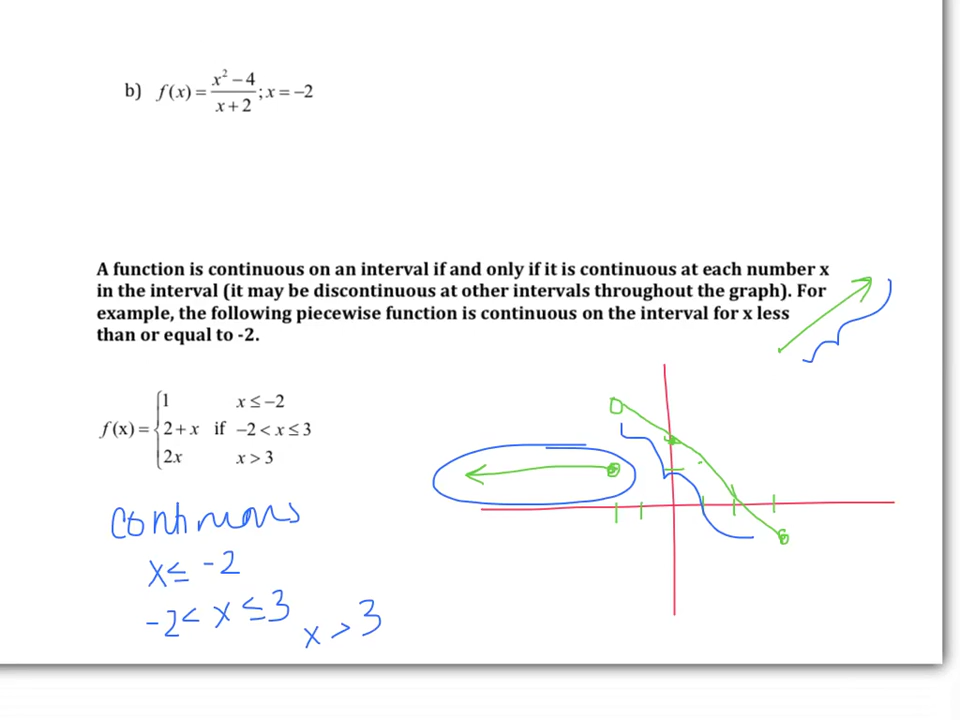 b) f(x) = x² − 4 / x + 2 ; x = −2
A function is continuous on an interval if and only if it is continuous at each number x
in the interval (it may be discontinuous at other intervals throughout the graph). For
example, the following piecewise function is continuous on the interval for x less
than or equal to -2.
1 x ≤ −2
f(x) = { 2 + x if −2 < x ≤ 3
2x x > 3
continuous
x ≤ -2
-2 < x ≤ 3
x > 3